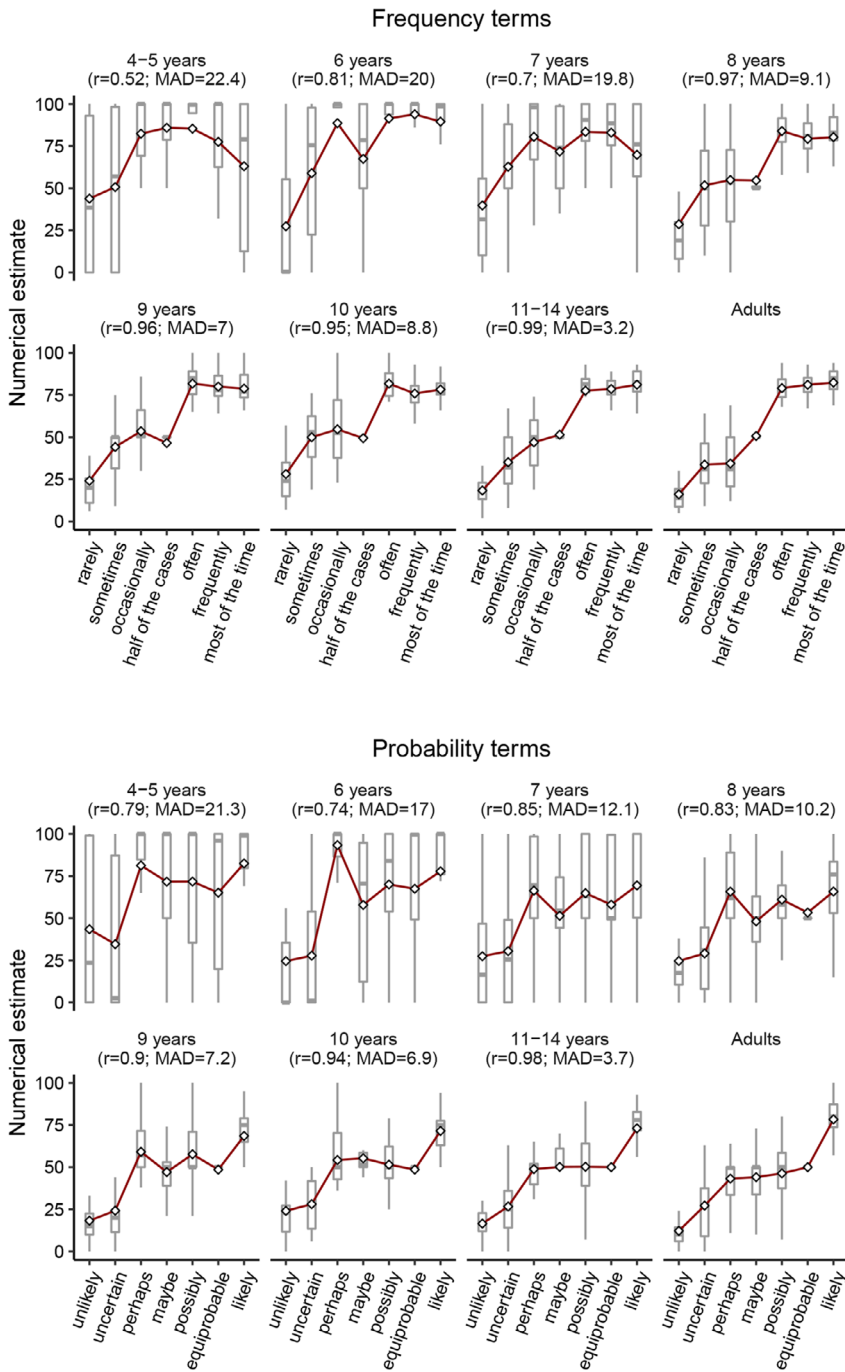 Frequency terms
4−5 years 6 years 7 years 8 years
(r=0.52; MAD=22.4) (r=0.81; MAD=20) (r=0.7; MAD=19.8) (r=0.97; MAD=9.1)
100
75
50
25
0
Numerical estimate
9 years 10 years 11−14 years Adults
(r=0.96; MAD=7) (r=0.95; MAD=8.8) (r=0.99; MAD=3.2)
100
75
50
25
0
rarely
sometimes
occasionally
half of the cases
often
frequently
most of the time
rarely
sometimes
occasionally
half of the cases
often
frequently
most of the time
rarely
sometimes
occasionally
half of the cases
often
frequently
most of the time
rarely
sometimes
occasionally
half of the cases
often
frequently
most of the time
Probability terms
4−5 years 6 years 7 years 8 years
(r=0.79; MAD=21.3) (r=0.74; MAD=17) (r=0.85; MAD=12.1) (r=0.83; MAD=10.2)
100
75
50
25
0
Numerical estimate
9 years 10 years 11−14 years Adults
(r=0.9; MAD=7.2) (r=0.94; MAD=6.9) (r=0.98; MAD=3.7)
100
75
50
25
0
unlikely
uncertain
perhaps
maybe
possibly
equiprobable
likely
unlikely
uncertain
perhaps
maybe
possibly
equiprobable
likely
unlikely
uncertain
perhaps
maybe
possibly
equiprobable
likely
unlikely
uncertain
perhaps
maybe
possibly
equiprobable
likely